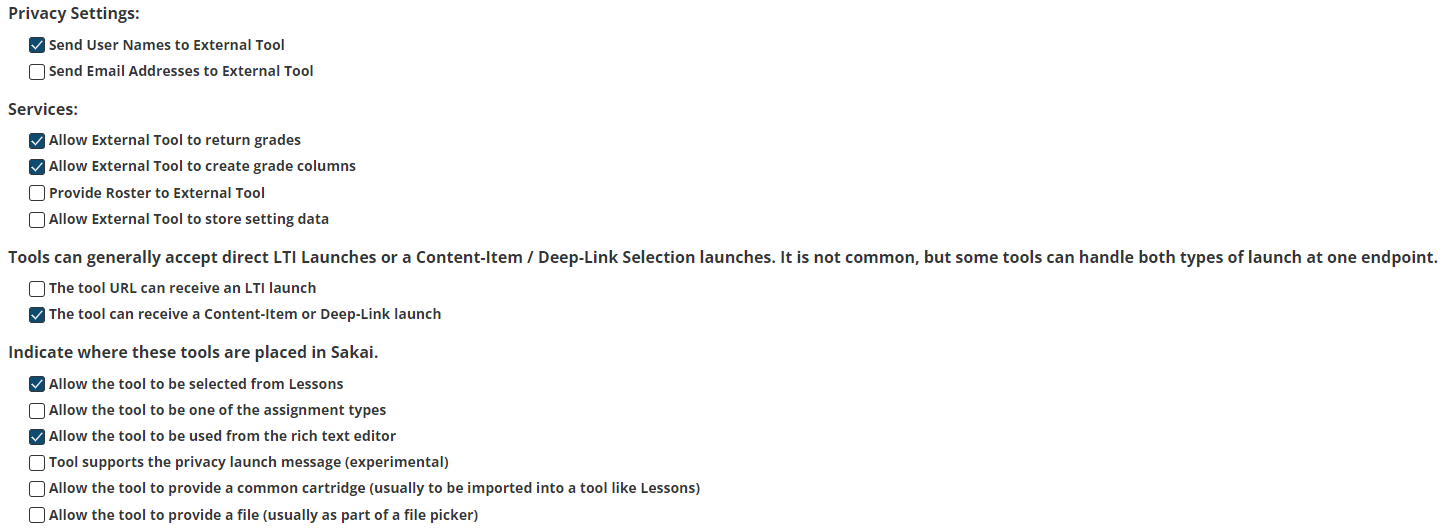 Privacy Settings:
Send User Names to External Tool
Send Email Addresses to External Tool
Services:
Allow External Tool to return grades
Allow External Tool to create grade columns
Provide Roster to External Tool
Allow External Tool to store setting data
Tools can generally accept direct LTI Launches or a Content-Item / Deep-Link Selection launches. It is not common, but some tools can handle both types of launch at one endpoint.
The tool URL can receive an LTI launch
The tool can receive a Content-Item or Deep-Link launch
Indicate where these tools are placed in Sakai.
Allow the tool to be selected from Lessons
Allow the tool to be one of the assignment types
Allow the tool to be used from the rich text editor
Tool supports the privacy launch message (experimental)
Allow the tool to provide a common cartridge (usually to be imported into a tool like Lessons)
Allow the tool to provide a file (usually as part of a file picker)